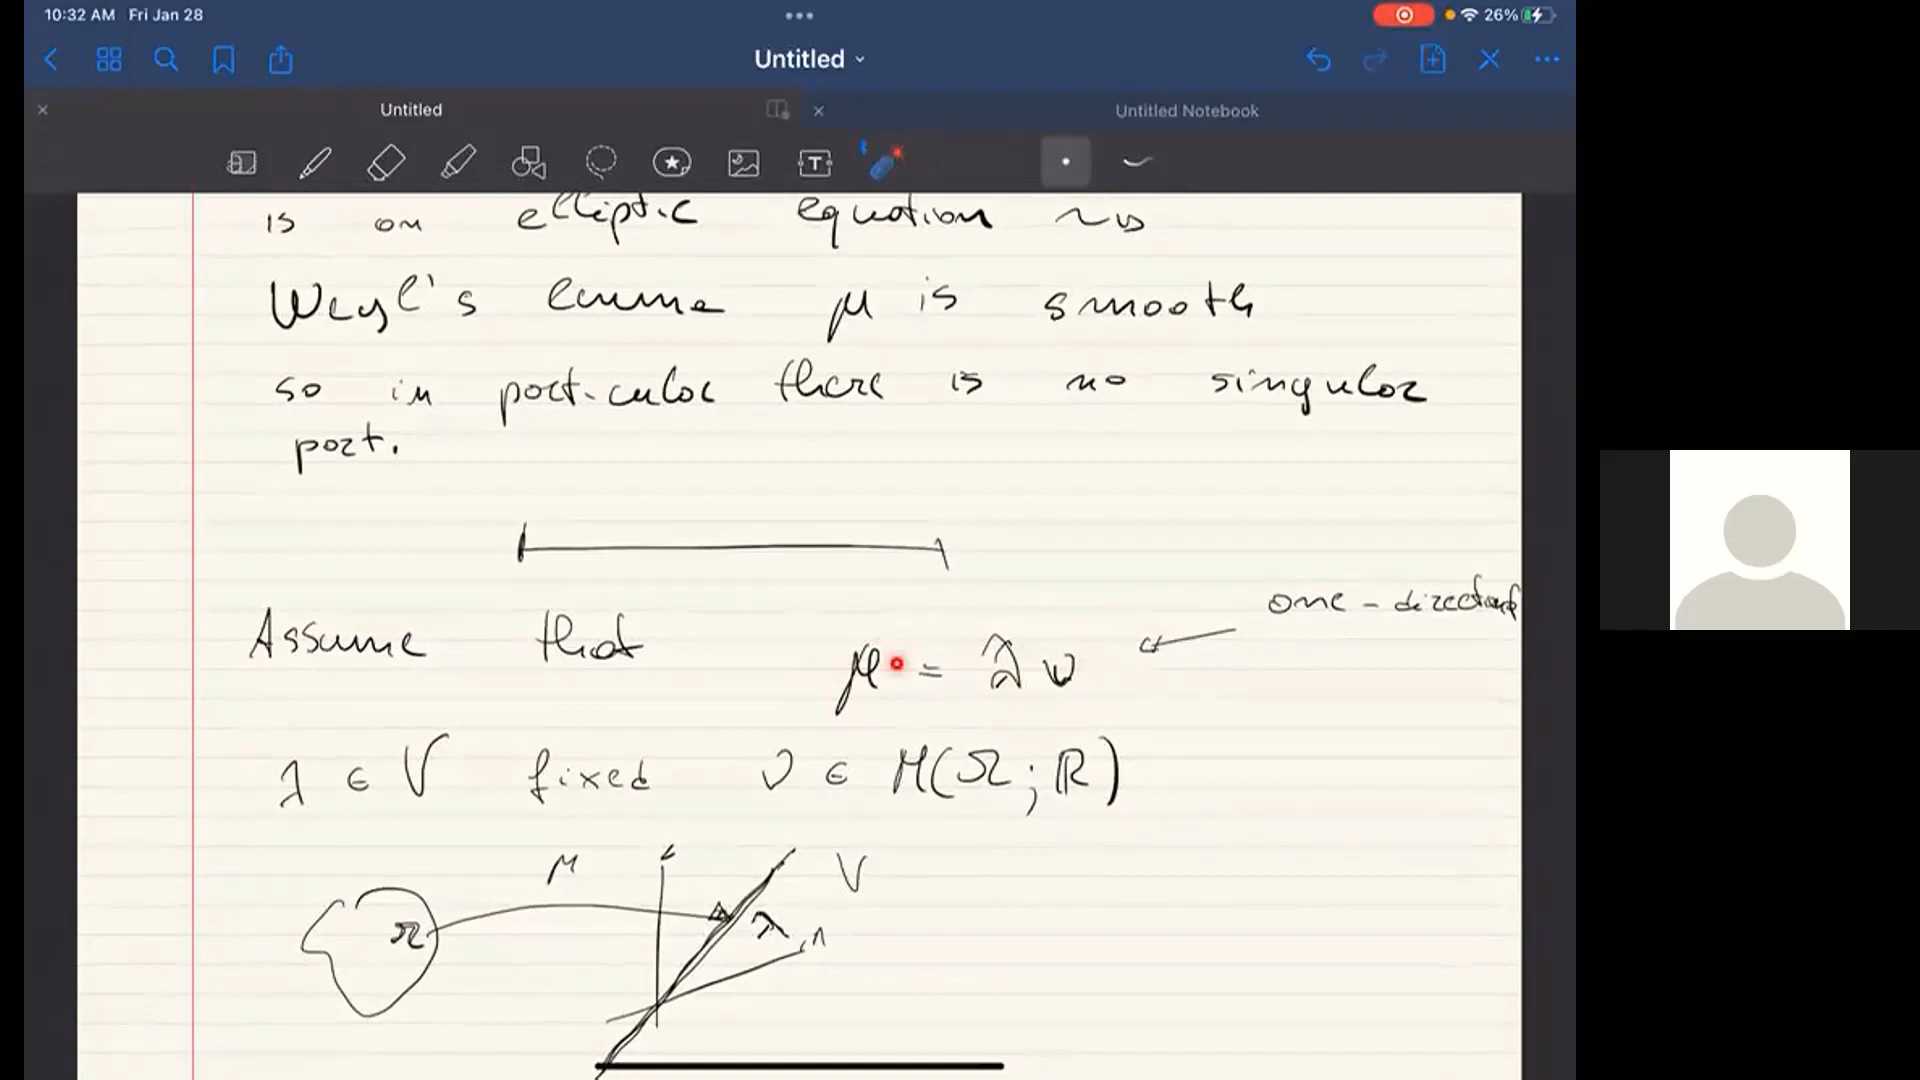 10:32 AM Fri Jan 28
26%
Untitled
Untitled
Untitled Notebook
is an elliptic equation ~>
Weyl's lemma μ is smooth
so in particular there is no singular
part.
one-directional
Assume that μ = λ ν
λ ∈ V fixed ν ∈ M(Ω; ℝ)
μ V
Ω λ